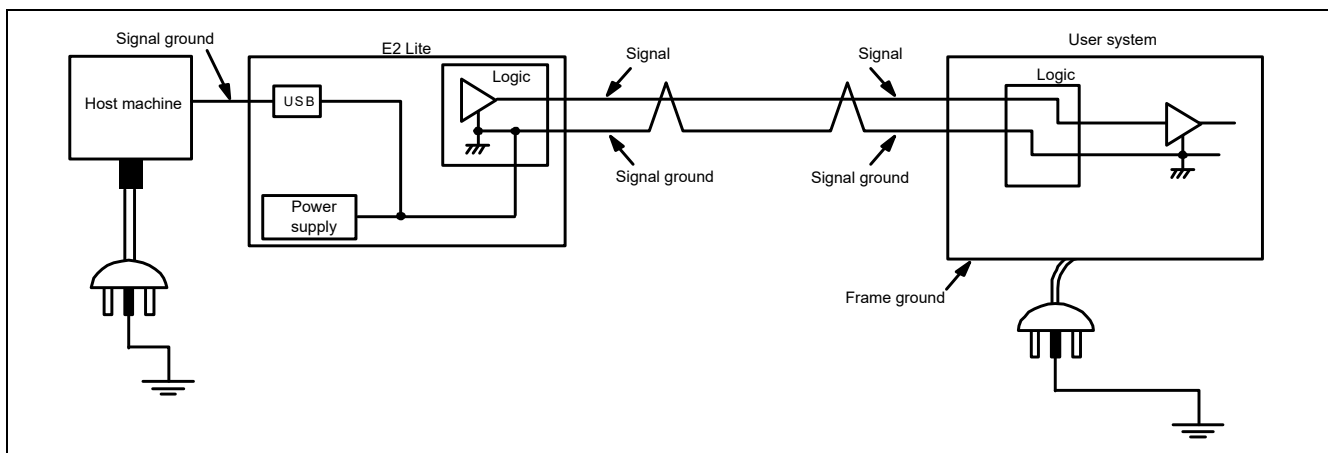 Signal ground
E2 Lite
Signal
Signal
User system
Host machine
USB
Logic
Logic
Signal ground
Signal ground
Power
supply
Frame ground